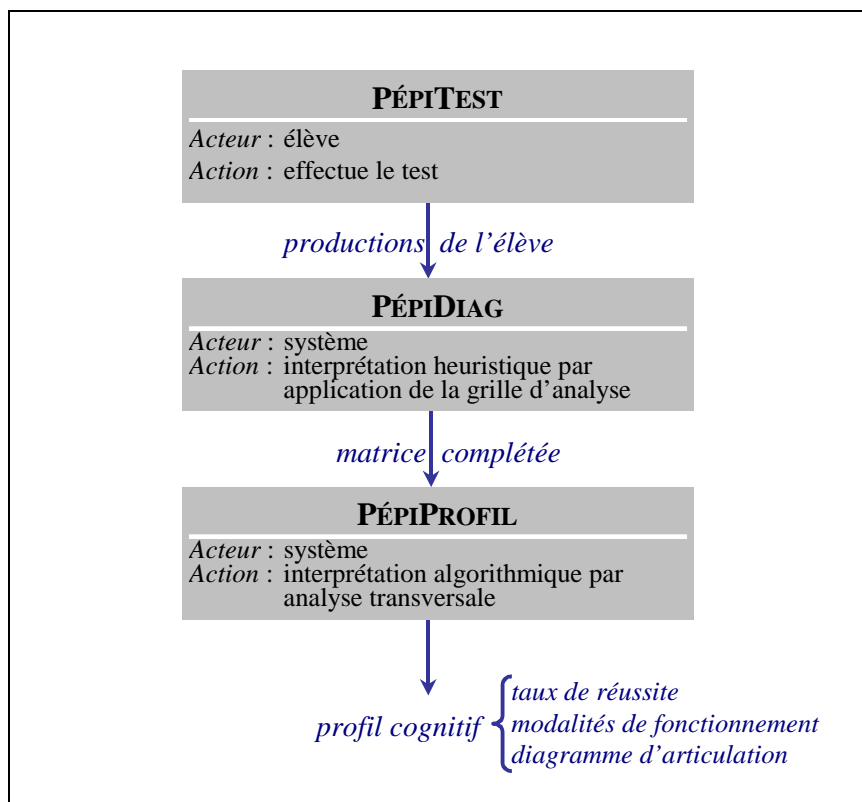 PÉPITEST
Acteur : élève
Action : effectue le test
productions de l'élève
PÉPIDIAG
Acteur : système
Action : interprétation heuristique par
application de la grille d'analyse
matrice complétée
PÉPIPROFIL
Acteur : système
Action : interprétation algorithmique par
analyse transversale
profil cognitif
taux de réussite
modalités de fonctionnement
diagramme d'articulation